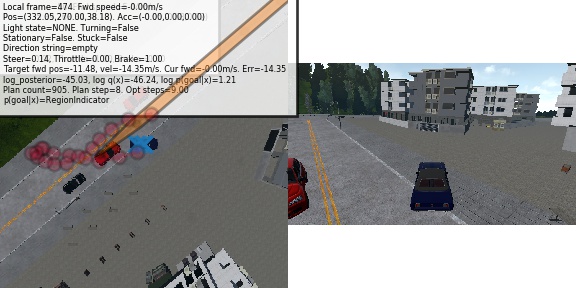 Local frame=474. Fwd speed=-0.00m/s
Pos=(332.05,270.00,38.18). Acc=(-0.00,0.00,0.00)
Light state=NONE. Turning=False
Stationary=False. Stuck=False
Direction string=empty
Steer=0.14, Throttle=0.00, Brake=1.00
Target fwd pos=-11.48, vel=-14.35m/s. Cur fwd=-0.00m/s. Err=-14.35
log_posterior=-45.03, log q(x)=-46.24, log p(goal|x)=1.21
Plan count=905. Plan step=8. Opt steps=9.00
p(goal|x)=RegionIndicator